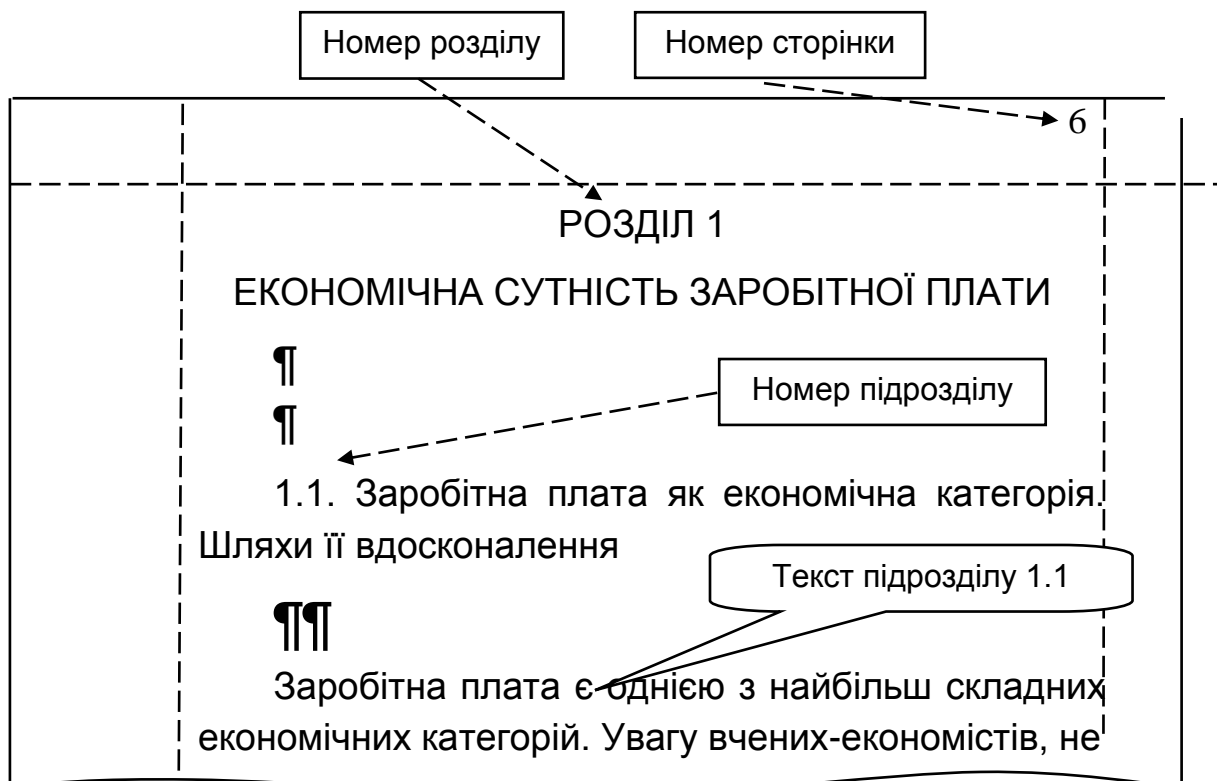 Номер розділу
Номер сторінки
6
РОЗДІЛ 1
ЕКОНОМІЧНА СУТНІСТЬ ЗАРОБІТНОЇ ПЛАТИ
¶
Номер підрозділу
¶
1.1. Заробітна плата як економічна категорія.
Шляхи її вдосконалення
Текст підрозділу 1.1
¶¶
Заробітна плата є однією з найбільш складних
економічних категорій. Увагу вчених-економістів, не